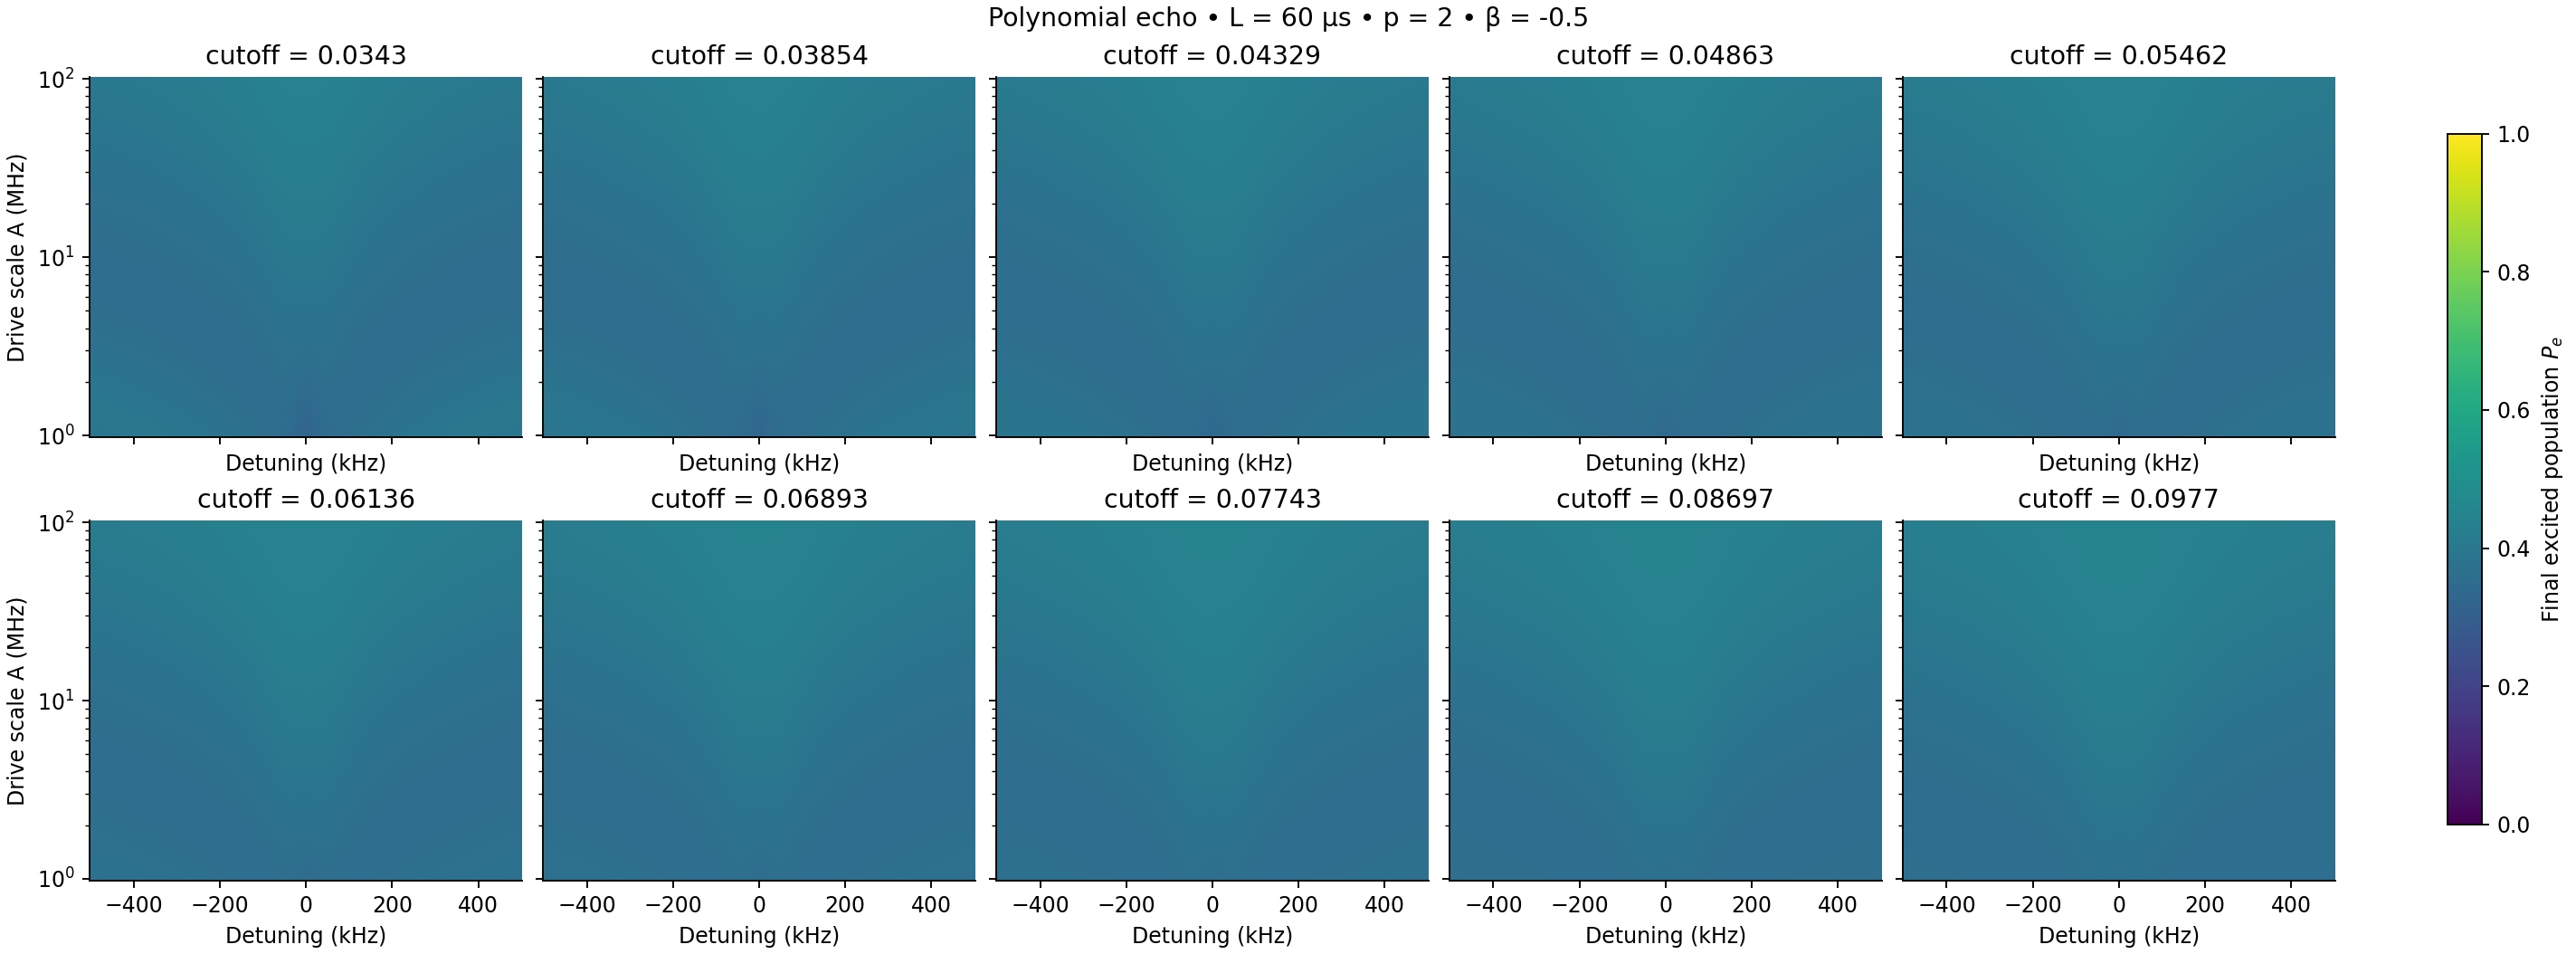 Polynomial echo • L = 60 μs • p = 2 • β = -0.5
cutoff = 0.0343
cutoff = 0.03854
cutoff = 0.04329
cutoff = 0.04863
cutoff = 0.05462
Drive scale A (MHz)
10²
10¹
10⁰
Detuning (kHz)
Detuning (kHz)
Detuning (kHz)
Detuning (kHz)
Detuning (kHz)
cutoff = 0.06136
cutoff = 0.06893
cutoff = 0.07743
cutoff = 0.08697
cutoff = 0.0977
Drive scale A (MHz)
10²
10¹
10⁰
−400 −200 0 200 400
−400 −200 0 200 400
−400 −200 0 200 400
−400 −200 0 200 400
−400 −200 0 200 400
Detuning (kHz)
Detuning (kHz)
Detuning (kHz)
Detuning (kHz)
Detuning (kHz)
1.0
0.8
0.6
0.4
0.2
0.0
Final excited population Pₑ